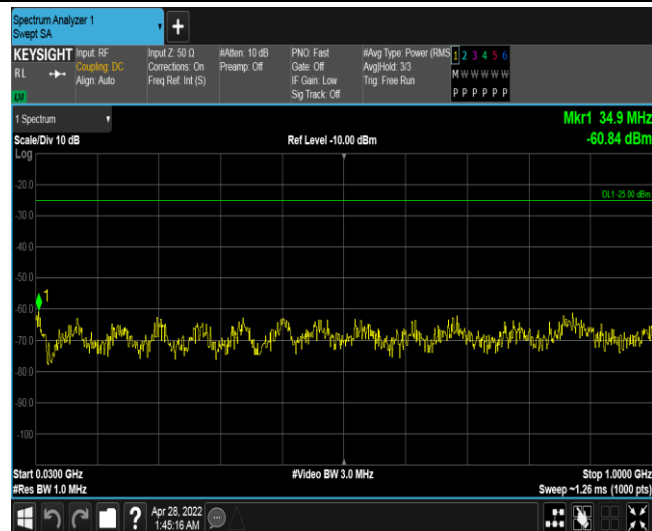 Spectrum Analyzer 1
Swept SA
+
KEYSIGHT
RL
Input: RF
Coupling: DC
Align: Auto
Input Z: 50 Ω
Corrections: On
Freq Ref: Int (S)
#Atten: 10 dB
Preamp: Off
PNO: Fast
Gate: Off
IF Gain: Low
Sig Track: Off
#Avg Type: Power (RMS
Avg|Hold: 3/3
Trig: Free Run
1 2 3 4 5 6
M W W W W W
P P P P P P
1 Spectrum
Mkr1 34.9 MHz
-60.84 dBm
Scale/Div 10 dB
Ref Level -10.00 dBm
Log
DL1 -25.00 dBm
-20.0
-30.0
-40.0
-50.0
1
-60.0
-70.0
-80.0
-90.0
-100
Start 0.0300 GHz
#Video BW 3.0 MHz
Stop 1.0000 GHz
#Res BW 1.0 MHz
Sweep ~1.26 ms (1000 pts)
?
Apr 28, 2022
1:45:16 AM